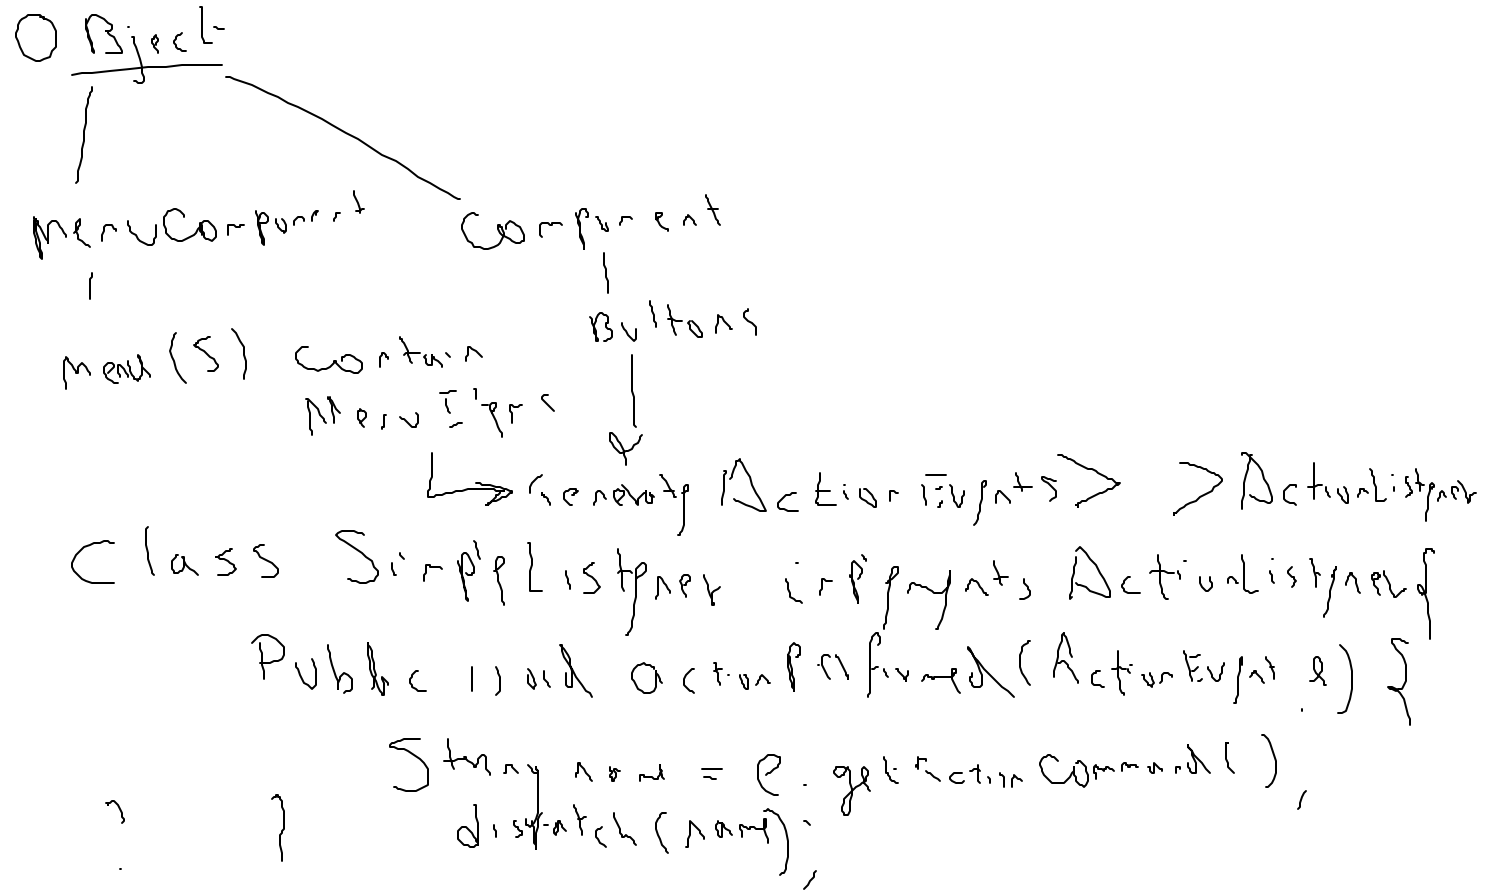 OBject
MenuComponent Component
Buttons
Menu(s) contain
MenuItems
Generate ActionEvents> >ActionListener
Class SimpleListener implements ActionListener{
Public void actionPerformed(ActionEvent e) {
String name = e.getActionCommand();
dispatch(name);
}